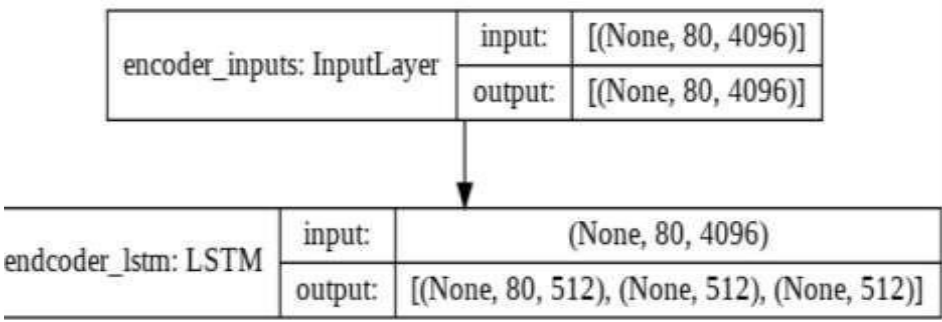 encoder_inputs: InputLayer
input: [(None, 80, 4096)]
output: [(None, 80, 4096)]
endcoder_lstm: LSTM
input: (None, 80, 4096)
output: [(None, 80, 512), (None, 512), (None, 512)]